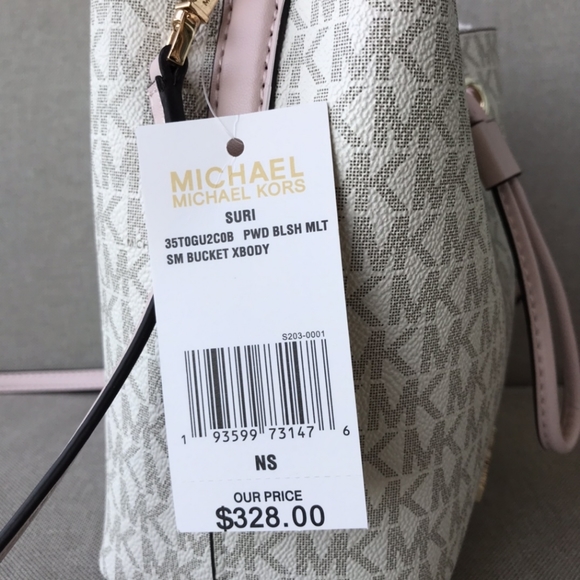 MICHAEL
MICHAEL KORS
SURI
35T0GU2C0B PWD BLSH MLT
SM BUCKET XBODY
S203-0001
1 93599 73147 6
NS
OUR PRICE
$328.00